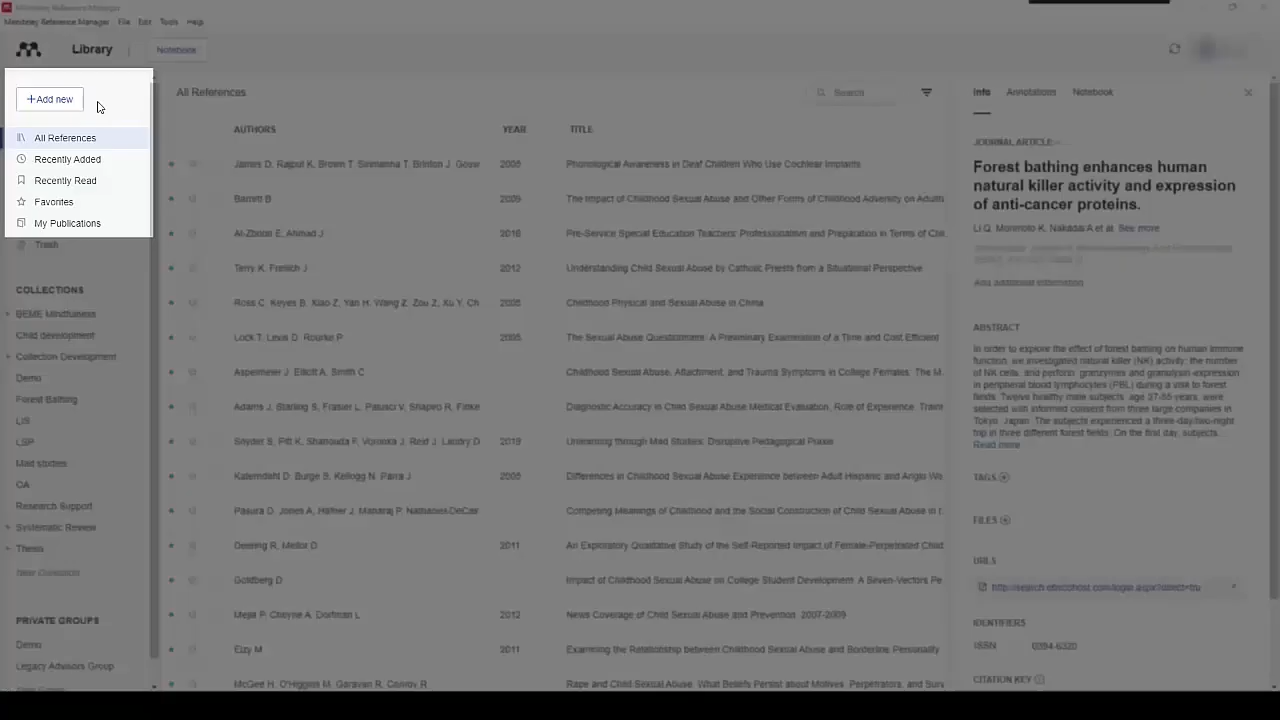 Mendeley Reference Manager
Mendeley Reference Manager File Edit Tools Help
Library Notebook
+Add new
All References
Recently Added
Recently Read
Favorites
My Publications
Trash
COLLECTIONS
BEME Mindfulness
Child development
Collection Development
Demo
Forest Bathing
LIS
LSP
Mad studies
OA
Research Support
Systematic Review
Thesis
New Collection
PRIVATE GROUPS
Demo
Legacy Advisors Group
All References Search
AUTHORS YEAR TITLE
James D, Rajput K, Brown T, Sirimanna T, Brinton J, Goswa Phonological Awareness in Deaf Children Who Use Cochlear Implants
Barrett B 2009 The Impact of Childhood Sexual Abuse and Other Forms of Childhood Adversity on Adulth
Al-Zboon E, Ahmad J 2016 Pre-Service Special Education Teachers: Professionalism and Preparation in Terms of Chil
Terry K, Freilich J 2012 Understanding Child Sexual Abuse by Catholic Priests from a Situational Perspective
Ross C, Keyes B, Xiao Z, Yan H, Wang Z, Zou Z, Xu Y, Ch Childhood Physical and Sexual Abuse in China
Lock T, Levis D, Rourke P 2005 The Sexual Abuse Questionnaire: A Preliminary Examination of a Time and Cost Efficient
Aspelmeier J, Elliott A, Smith C Childhood Sexual Abuse, Attachment, and Trauma Symptoms in College Females: The M
Adams J, Starling S, Frasier L, Palusci V, Shapiro R, Finke Diagnostic Accuracy in Child Sexual Abuse Medical Evaluation: Role of Experience, Traini
Snyder S, Pitt K, Shanouda F, Voronka J, Reid J, Landry D 2019 Unlearning through Mad Studies: Disruptive Pedagogical Praxis
Katerndahl D, Burge S, Kellogg N, Parra J 2005 Differences in Childhood Sexual Abuse Experience between Adult Hispanic and Anglo Wo
Pasura D, Jones A, Hafner J, Maharaj P, Nathaniel-DeCair Competing Meanings of Childhood and the Social Construction of Child Sexual Abuse in t
Deering R, Mellor D 2011 An Exploratory Qualitative Study of the Self-Reported Impact of Female-Perpetrated Child
Goldberg D Impact of Childhood Sexual Abuse on College Student Development: A Seven-Vectors Pe
Mejia P, Cheyne A, Dorfman L 2012 News Coverage of Child Sexual Abuse and Prevention, 2007-2009
Elzy M 2011 Examining the Relationship between Childhood Sexual Abuse and Borderline Personality
McGee H, O'Higgins M, Garavan R, Conroy R Rape and Child Sexual Abuse: What Beliefs Persist about Motives, Perpetrators, and Surv
Info Annotations Notebook
JOURNAL ARTICLE
Forest bathing enhances human
natural killer activity and expression
of anti-cancer proteins.
Li Q, Morimoto K, Nakadai A et al. See more
Add additional information
ABSTRACT
In order to explore the effect of forest bathing on human immune
function, we investigated natural killer (NK) activity; the number
of NK cells, and perforin, granzymes and granulysin-expression
in peripheral blood lymphocytes (PBL) during a visit to forest
fields. Twelve healthy male subjects, age 37-55 years, were
selected with informed consent from three large companies in
Tokyo, Japan. The subjects experienced a three-day/two-night
trip in three different forest fields. On the first day, subjects
Read more
TAGS
FILES
URLS
http://search.ebscohost.com/login.aspx?direct=tru
IDENTIFIERS
ISSN 0394-6320
CITATION KEY